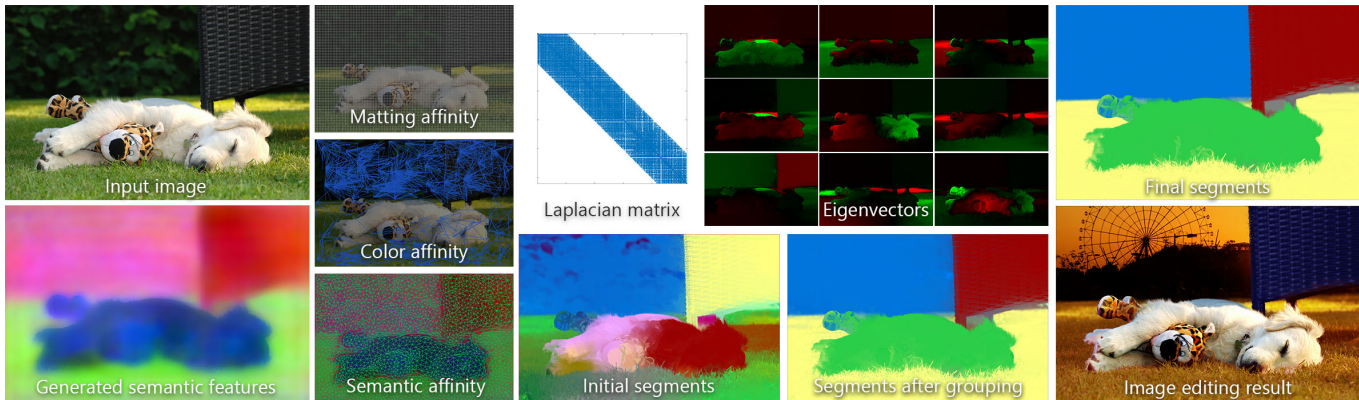 Input image
Matting affinity
Color affinity
Laplacian matrix
Eigenvectors
Final segments
Generated semantic features
Semantic affinity
Initial segments
Segments after grouping
Image editing result